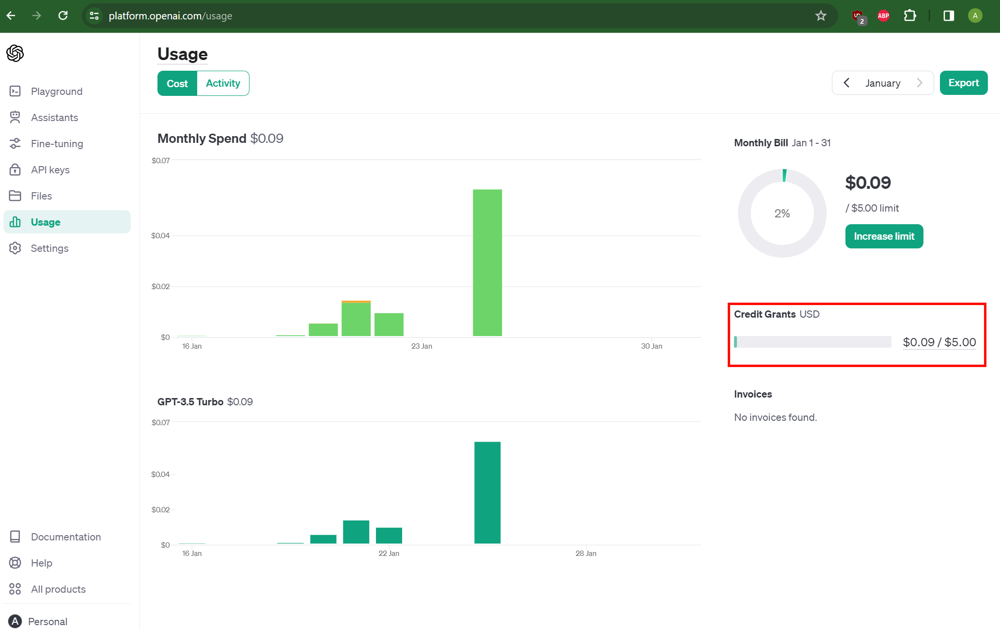 platform.openai.com/usage
2
ABP
A
Usage
Cost
Activity
January
Export
Playground
Assistants
Fine-tuning
API keys
Files
Usage
Settings
Monthly Spend $0.09
$0.07
$0.04
$0.02
$0
16 Jan
23 Jan
30 Jan
Monthly Bill Jan 1 - 31
2%
$0.09
/ $5.00 limit
Increase limit
Credit Grants USD
$0.09 / $5.00
Invoices
No invoices found.
GPT-3.5 Turbo $0.09
$0.07
$0.04
$0.02
$0
16 Jan
22 Jan
28 Jan
Documentation
Help
All products
A Personal